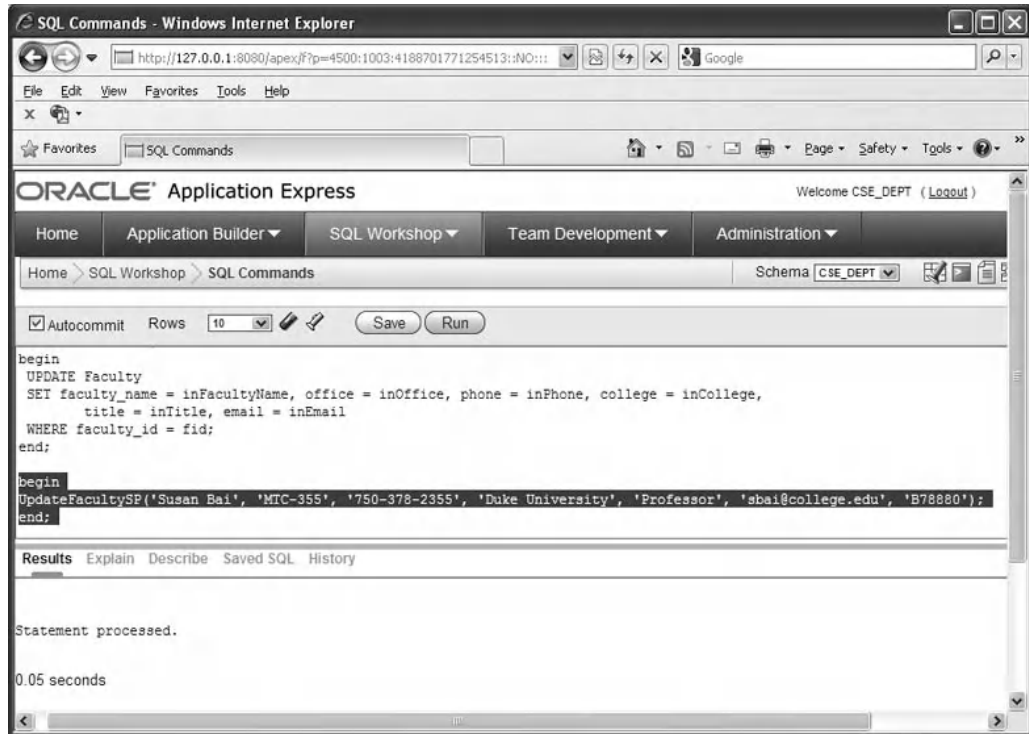 SQL Commands - Windows Internet Explorer
http://127.0.0.1:8080/apex/f?p=4500:1003:4188701771254513::NO:::
Google
File Edit View Favorites Tools Help
x
Favorites
SQL Commands
Page Safety Tools »
ORACLE Application Express
Welcome CSE_DEPT ( Logout )
Home Application Builder SQL Workshop Team Development Administration
Home SQL Workshop SQL Commands
Schema CSE_DEPT
Autocommit Rows 10 Save Run
begin
UPDATE Faculty
SET faculty_name = inFacultyName, office = inOffice, phone = inPhone, college = inCollege,
title = inTitle, email = inEmail
WHERE faculty_id = fid;
end;
begin
UpdateFacultySP('Susan Bai', 'MTC-355', '750-378-2355', 'Duke University', 'Professor', 'sbai@college.edu', 'B78880');
end;
Results Explain Describe Saved SQL History
Statement processed.
0.05 seconds